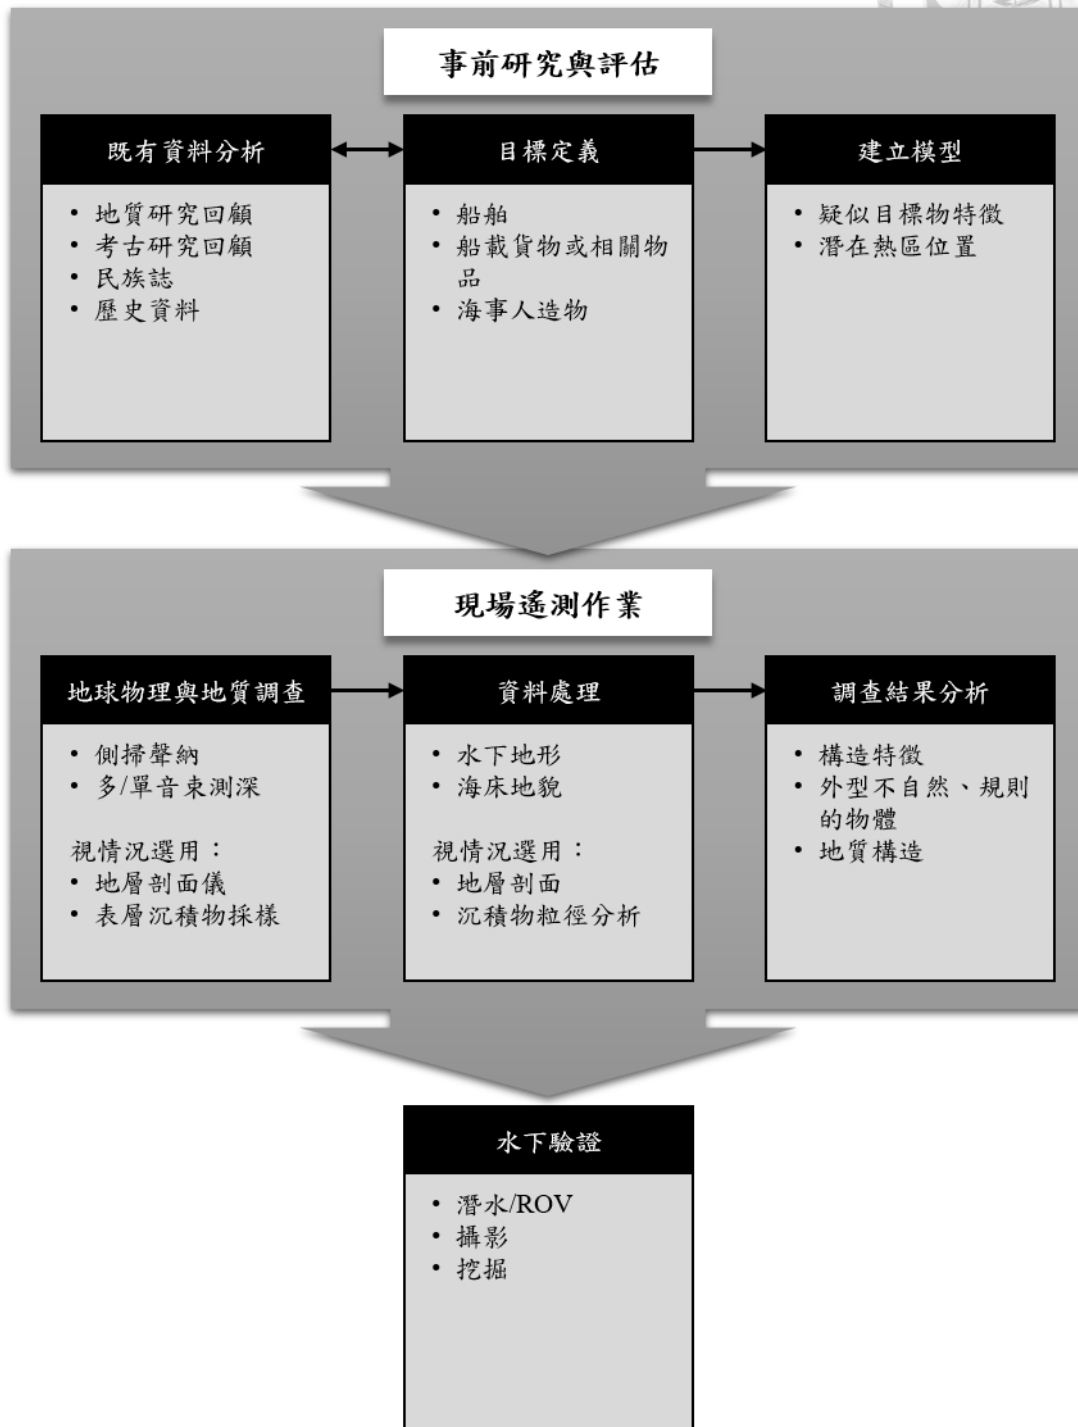 事前研究與評估
既有資料分析
• 地質研究回顧
• 考古研究回顧
• 民族誌
• 歷史資料
目標定義
• 船舶
• 船載貨物或相關物
品
• 海事人造物
建立模型
• 疑似目標物特徵
• 潛在熱區位置
現場遙測作業
地球物理與地質調查
• 側掃聲納
• 多/單音束測深
視情況選用：
• 地層剖面儀
• 表層沉積物採樣
資料處理
• 水下地形
• 海床地貌
視情況選用：
• 地層剖面
• 沉積物粒徑分析
調查結果分析
• 構造特徵
• 外型不自然、規則
的物體
• 地質構造
水下驗證
• 潛水/ROV
• 攝影
• 挖掘